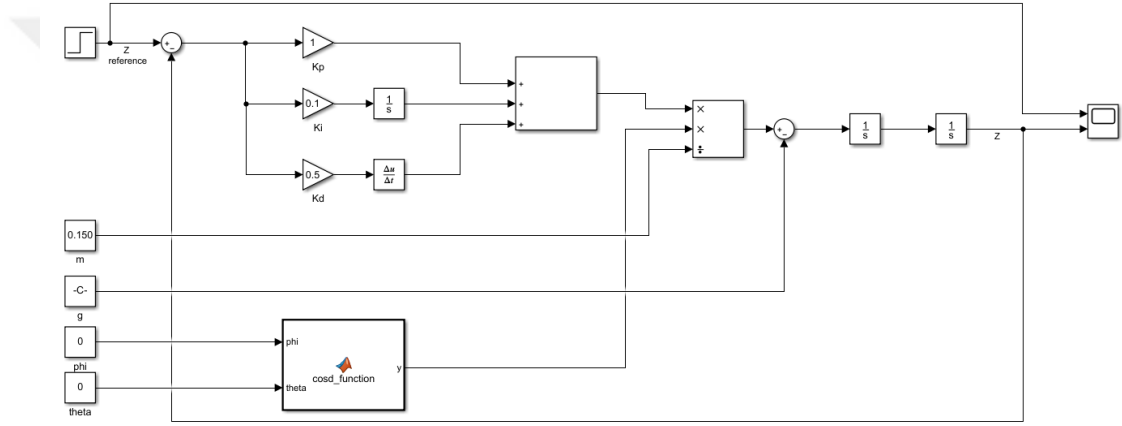 Z
reference
+
−
1
Kp
0.1
Ki
1
s
0.5
Kd
Δu
Δt
+
+
+
×
×
÷
+
−
1
s
1
s
Z
0.150
m
-C-
g
0
phi
0
theta
phi
theta
cosd_function
y